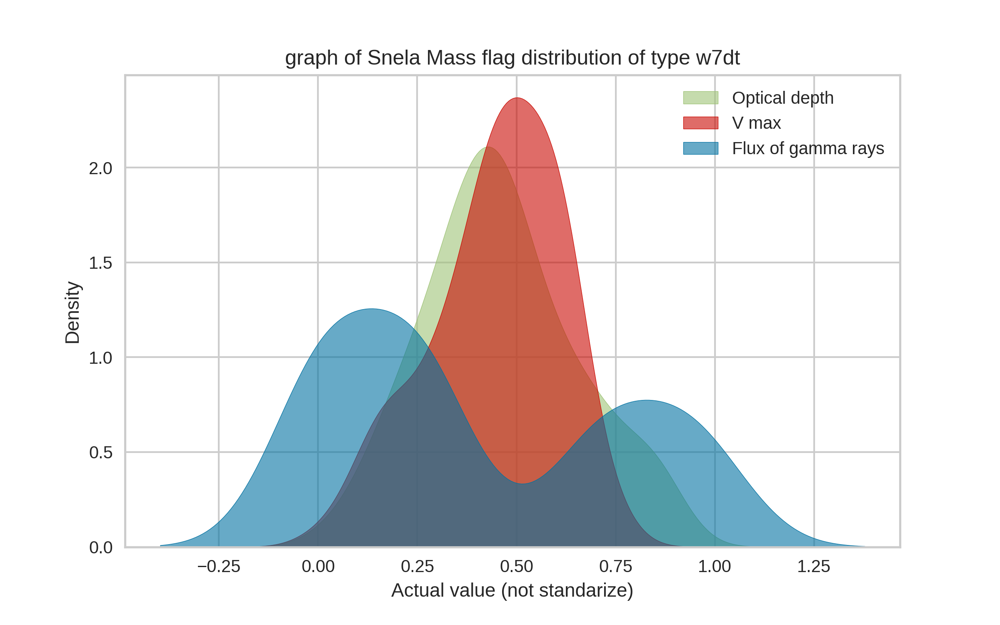 graph of Snela Mass flag distribution of type w7dt
Optical depth
V max
Flux of gamma rays
Density
2.0
1.5
1.0
0.5
0.0
−0.25 0.00 0.25 0.50 0.75 1.00 1.25
Actual value (not standarize)